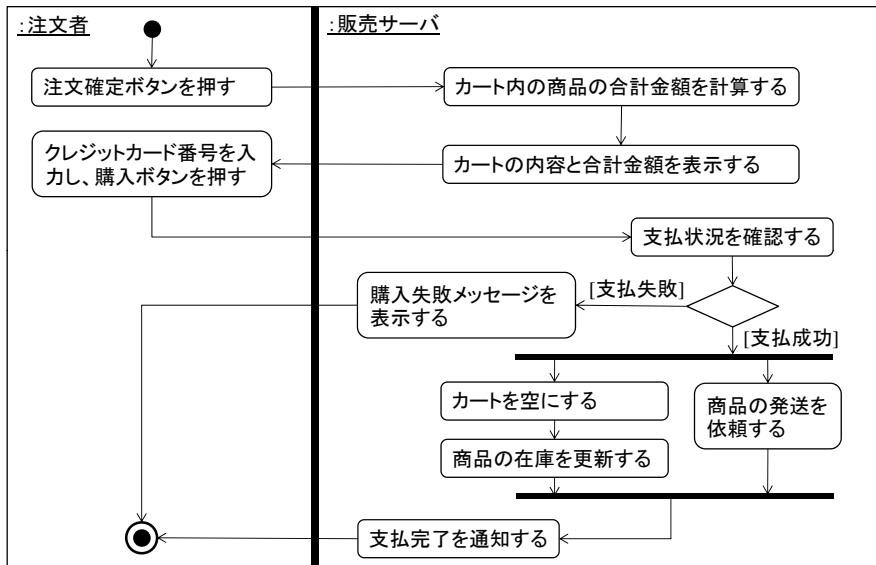 :注文者
:販売サーバ
注文確定ボタンを押す
カート内の商品の合計金額を計算する
クレジットカード番号を入
力し、購入ボタンを押す
カートの内容と合計金額を表示する
支払状況を確認する
購入失敗メッセージを
表示する
[支払失敗]
[支払成功]
カートを空にする
商品の発送を
依頼する
商品の在庫を更新する
支払完了を通知する